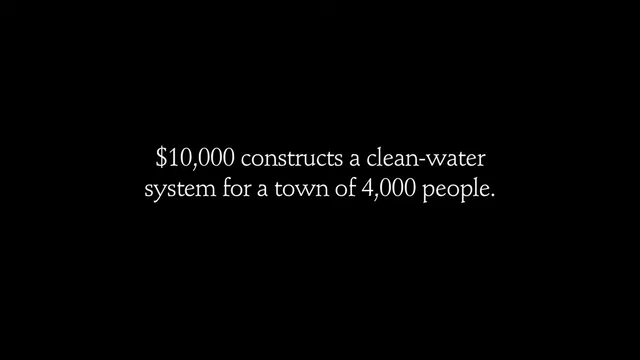 $10,000 constructs a clean-water
system for a town of 4,000 people.